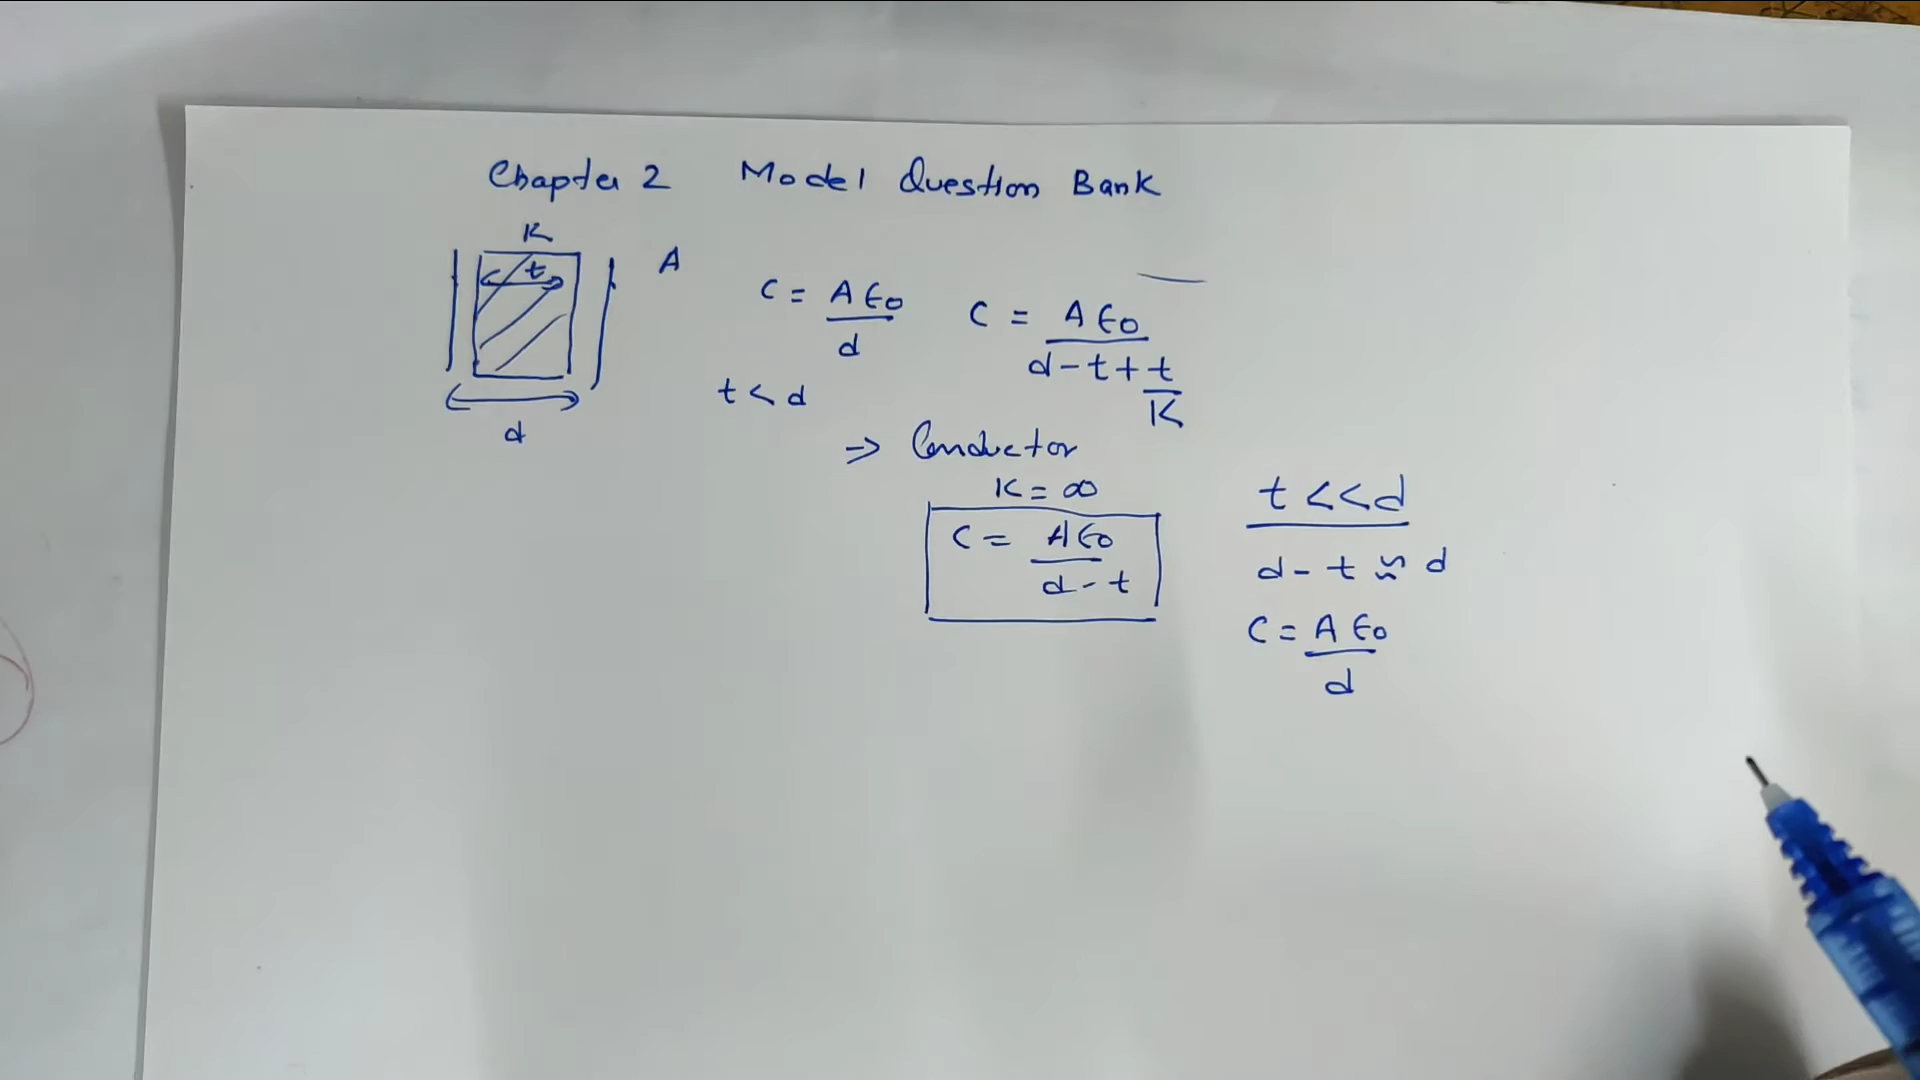 Chapter 2 Model Question Bank
K
t
A
d
C = Aϵ0/d
C = Aϵ0/(d-t+t/K)
t < d
⇒ Conductor
K = ∞
C = Aϵ0/(d-t)
t << d
d - t ≈ d
C = Aϵ0/d